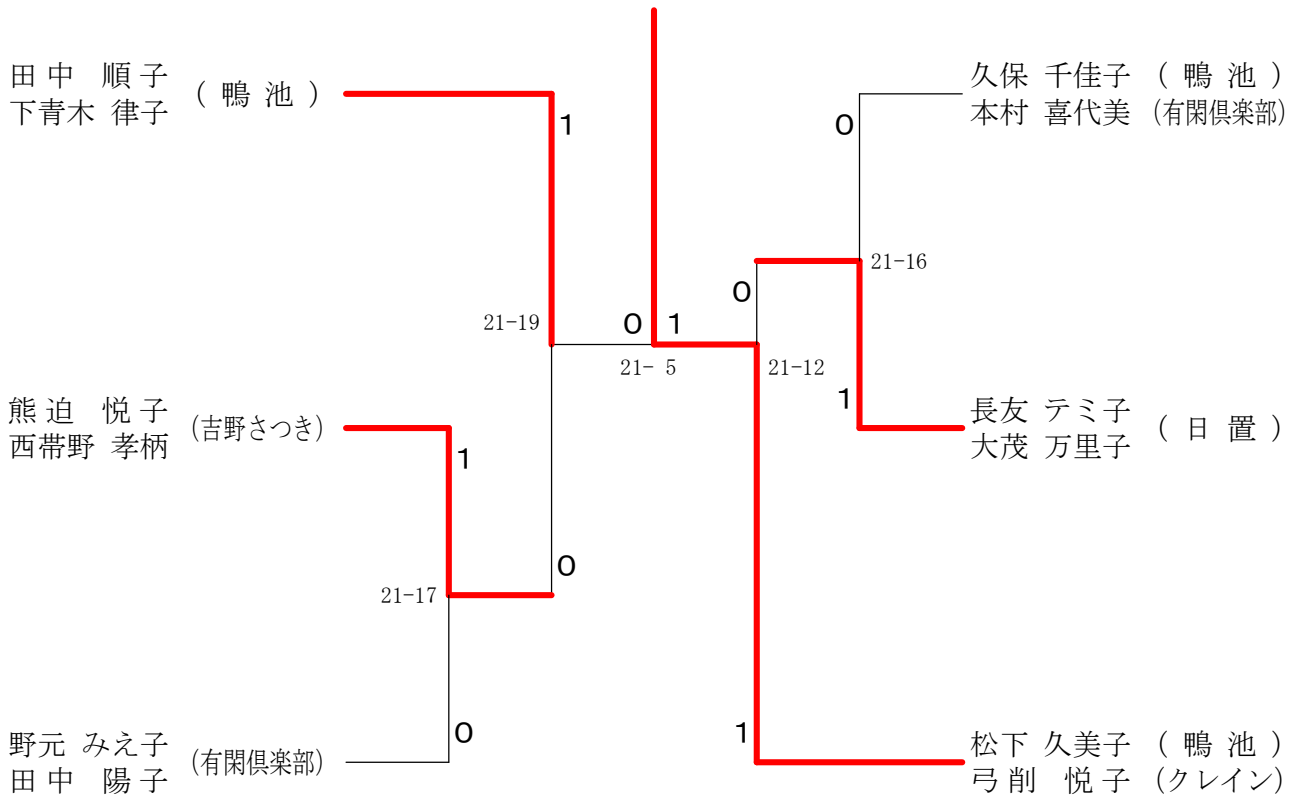 田中 順子
下青木 律子
(鴨池)
1
久保 千佳子 (鴨池)
本村 喜代美 (有閑倶楽部)
0
21-16
0
21-19
0 1
21- 5
21-12
熊迫 悦子
西帯野 孝柄
(吉野さつき)
1
1
長友 テミ子
大茂 万里子
(日置)
0
21-17
0
1
野元 みえ子
田中 陽子
(有閑倶楽部)
松下 久美子 (鴨池)
弓削 悦子 (クレイン)